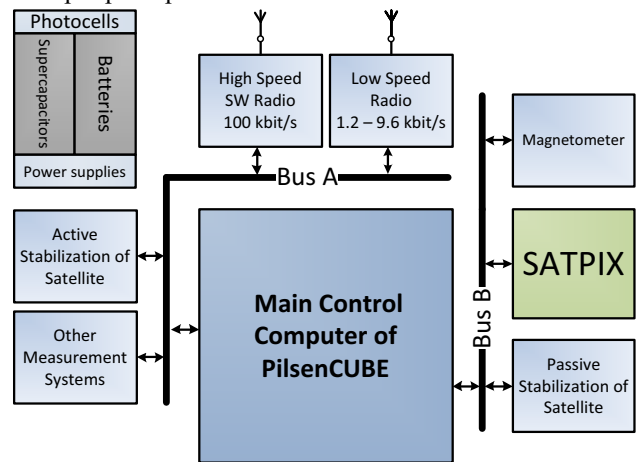 Photocells
Supercapacitors
Batteries
Power supplies
High Speed
SW Radio
100 kbit/s
Low Speed
Radio
1.2 – 9.6 kbit/s
Bus A
Magnetometer
Active
Stabilization of
Satellite
SATPIX
Main Control
Computer of
PilsenCUBE
Bus B
Other
Measurement
Systems
Passive
Stabilization of
Satellite